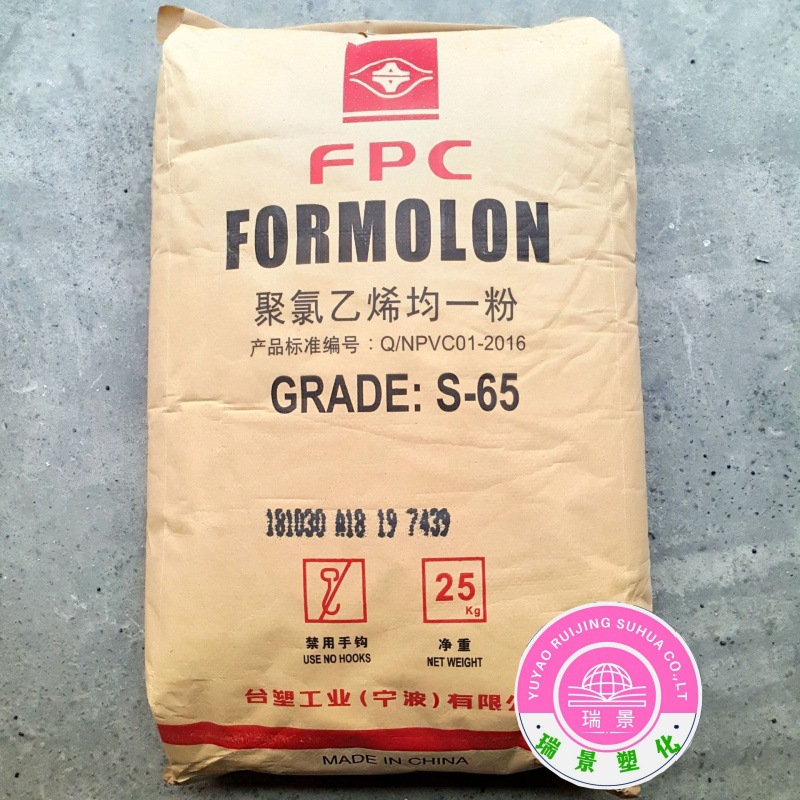 FPC
FORMOLON
聚氯乙烯均一粉
产品标准编号：Q/NPVC01-2016
GRADE: S-65
181030 A18 19 7439
25
Kg
禁用手钩
USE NO HOOKS
净重
NET WEIGHT
台塑工业(宁波)有限
MADE IN CHINA
YUYAO RUIJING SUHUA CO.,LT
瑞景
瑞景塑化